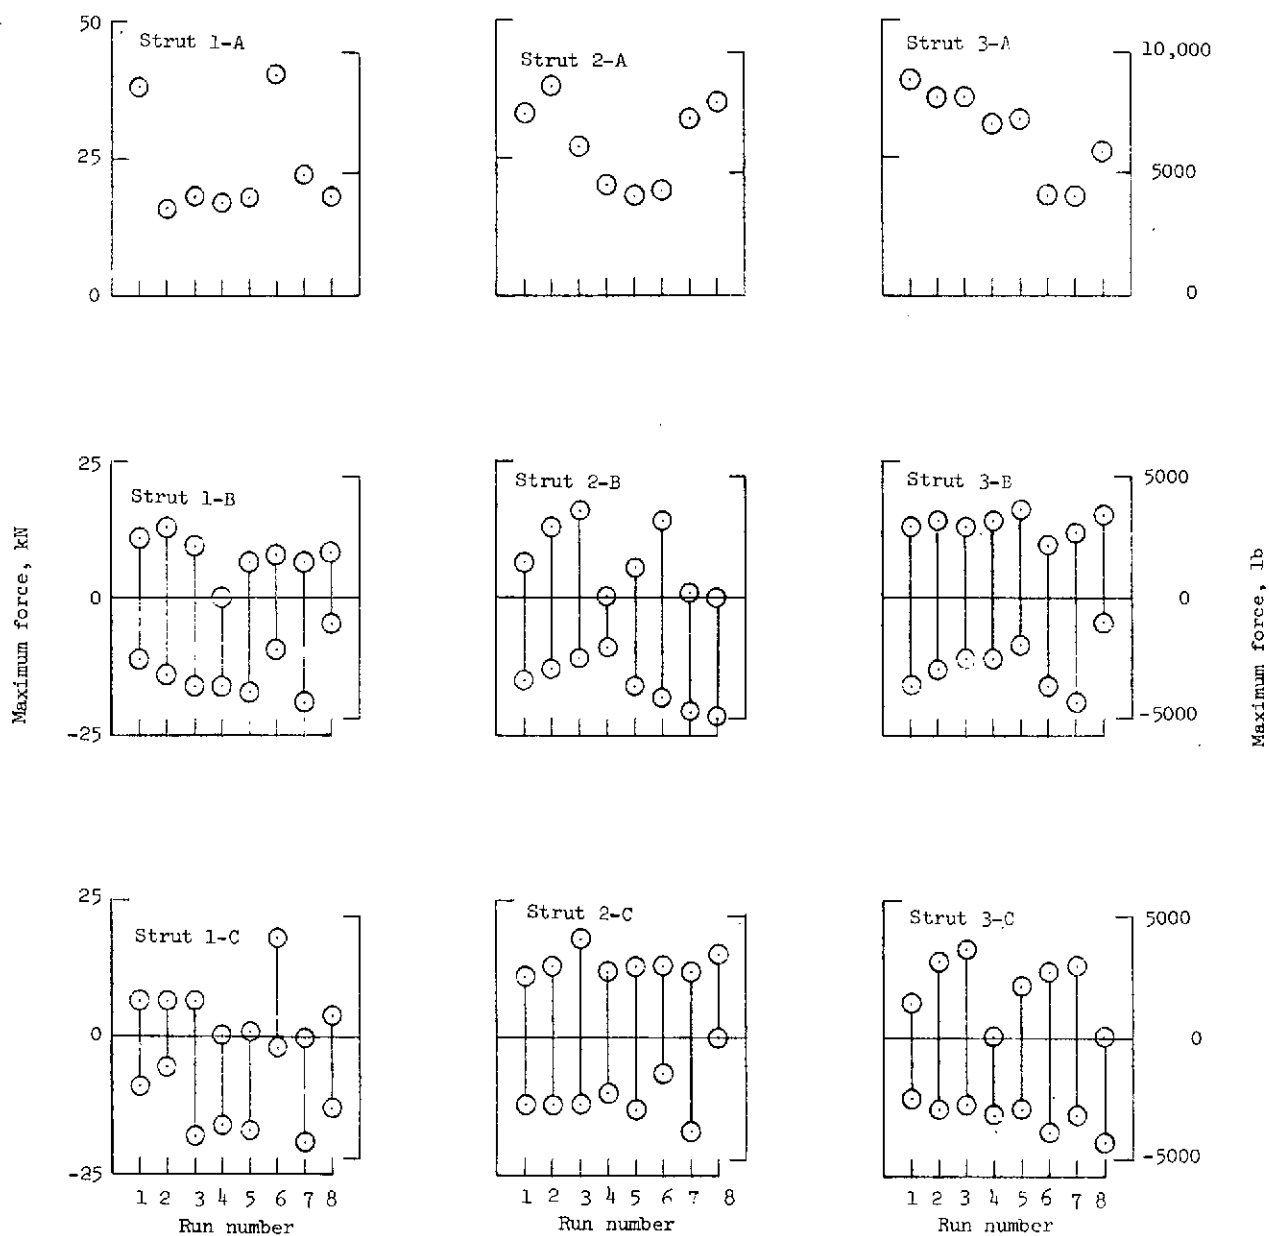 50
Strut 1-A
25
0
Strut 2-A
Strut 3-A
10,000
5000
0
Maximum force, kN
25
Strut 1-B
0
-25
Strut 2-B
Strut 3-B
5000
0
-5000
Maximum force, lb
25
Strut 1-C
0
-25
1 2 3 4 5 6 7 8
Run number
Strut 2-C
1 2 3 4 5 6 7 8
Run number
Strut 3-C
5000
0
-5000
1 2 3 4 5 6 7 8
Run number